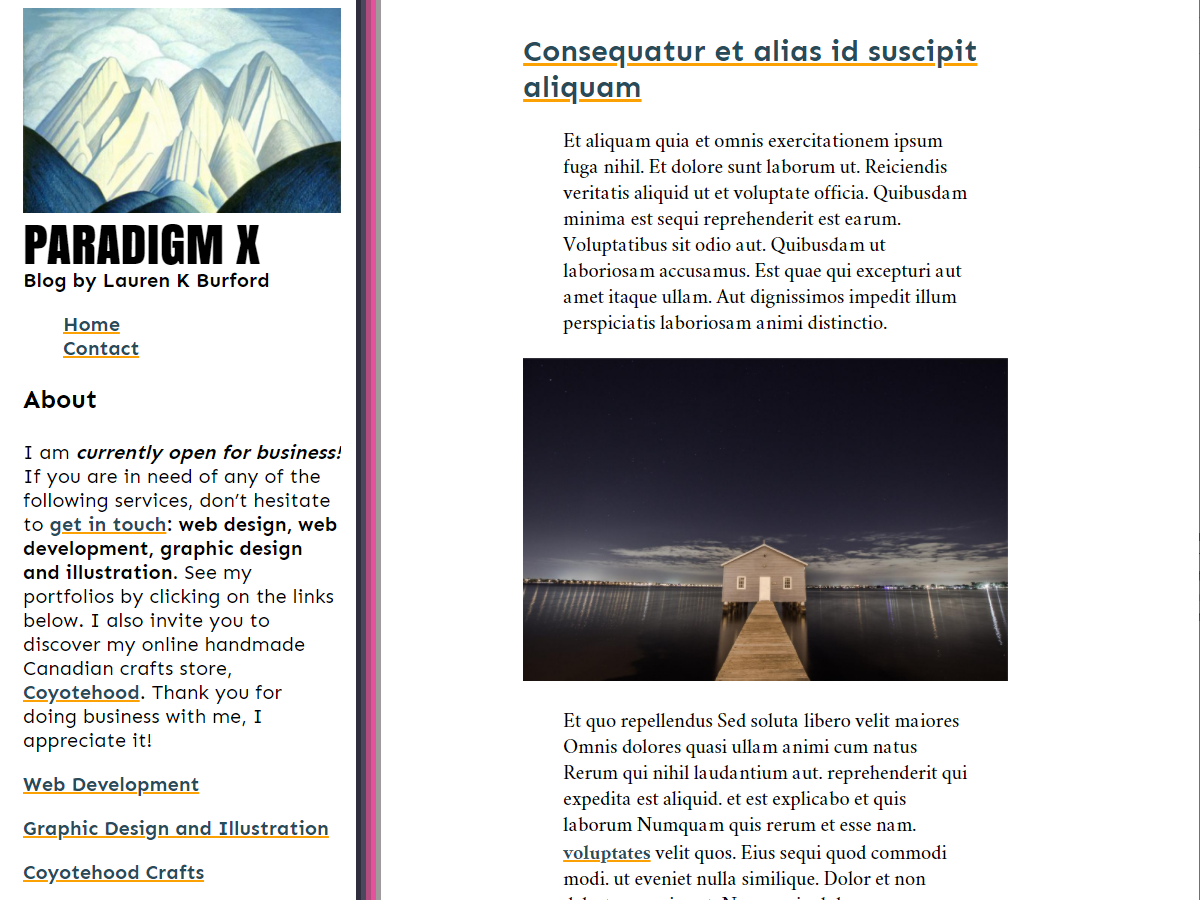 PARADIGM X
Blog by Lauren K Burford
Home
Contact
About
I am currently open for business!
If you are in need of any of the
following services, don’t hesitate
to get in touch: web design, web
development, graphic design
and illustration. See my
portfolios by clicking on the links
below. I also invite you to
discover my online handmade
Canadian crafts store,
Coyotehood. Thank you for
doing business with me, I
appreciate it!
Web Development
Graphic Design and Illustration
Coyotehood Crafts
Consequatur et alias id suscipit
aliquam
Et aliquam quia et omnis exercitationem ipsum
fuga nihil. Et dolore sunt laborum ut. Reiciendis
veritatis aliquid ut et voluptate officia. Quibusdam
minima est sequi reprehenderit est earum.
Voluptatibus sit odio aut. Quibusdam ut
laboriosam accusamus. Est quae qui excepturi aut
amet itaque ullam. Aut dignissimos impedit illum
perspiciatis laboriosam animi distinctio.
Et quo repellendus Sed soluta libero velit maiores
Omnis dolores quasi ullam animi cum natus
Rerum qui nihil laudantium aut. reprehenderit qui
expedita est aliquid. et est explicabo et quis
laborum Numquam quis rerum et esse nam.
voluptates velit quos. Eius sequi quod commodi
modi. ut eveniet nulla similique. Dolor et non